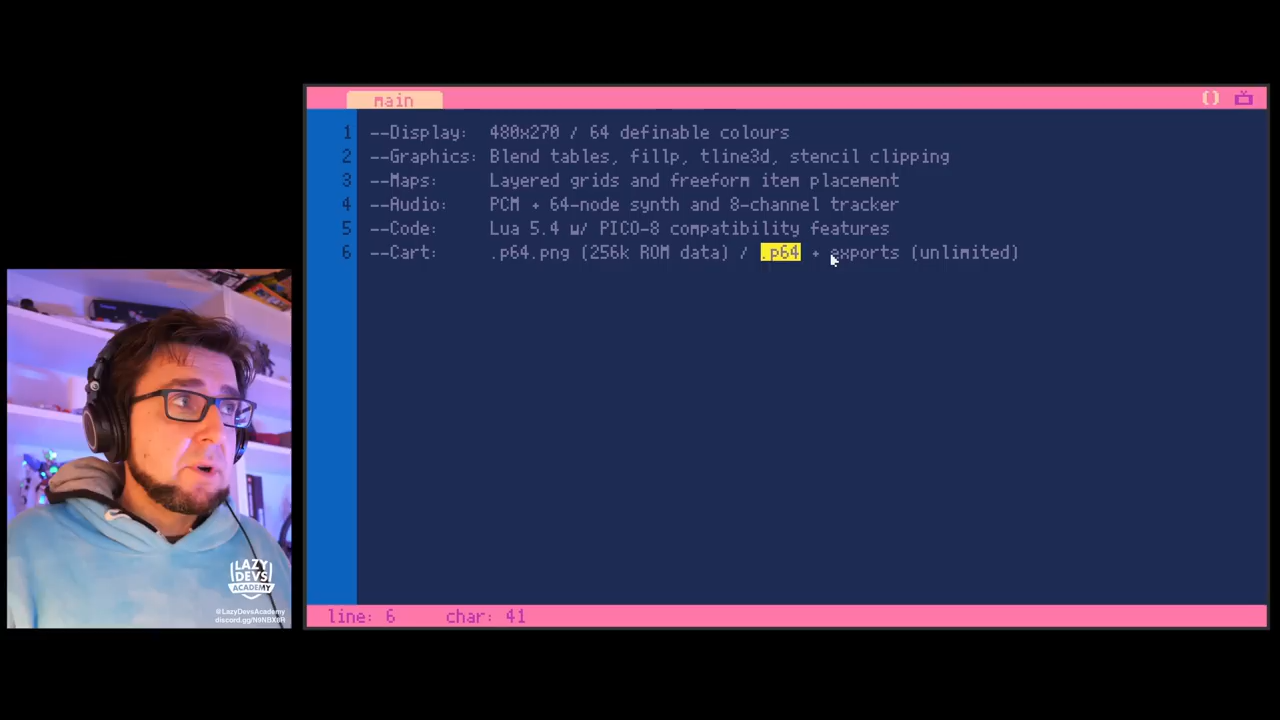 main
1 --Display: 480x270 / 64 definable colours
2 --Graphics: Blend tables, fillp, tline3d, stencil clipping
3 --Maps: Layered grids and freeform item placement
4 --Audio: PCM + 64-node synth and 8-channel tracker
5 --Code: Lua 5.4 w/ PICO-8 compatibility features
6 --Cart: .p64.png (256k ROM data) / .p64 + exports (unlimited)
LAZY
DEVS
ACADEMY
@LazyDevsAcademy
line: 6 char: 41